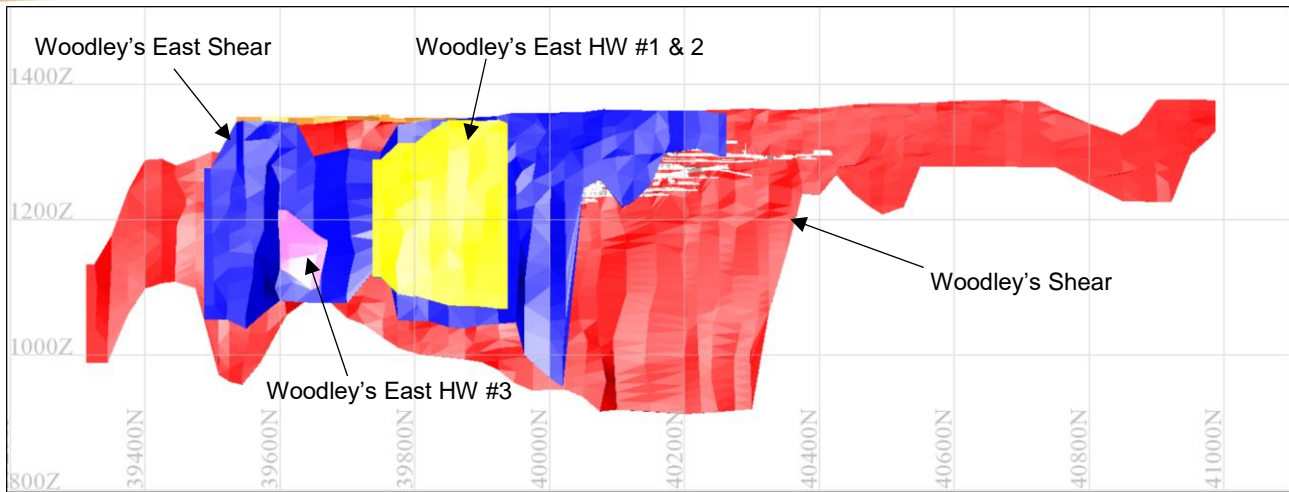 Woodley's East Shear
Woodley's East HW #1 & 2
1400Z
1200Z
Woodley's Shear
1000Z
Woodley's East HW #3
800Z
39400N
39600N
39800N
40000N
40200N
40400N
40600N
40800N
41000N